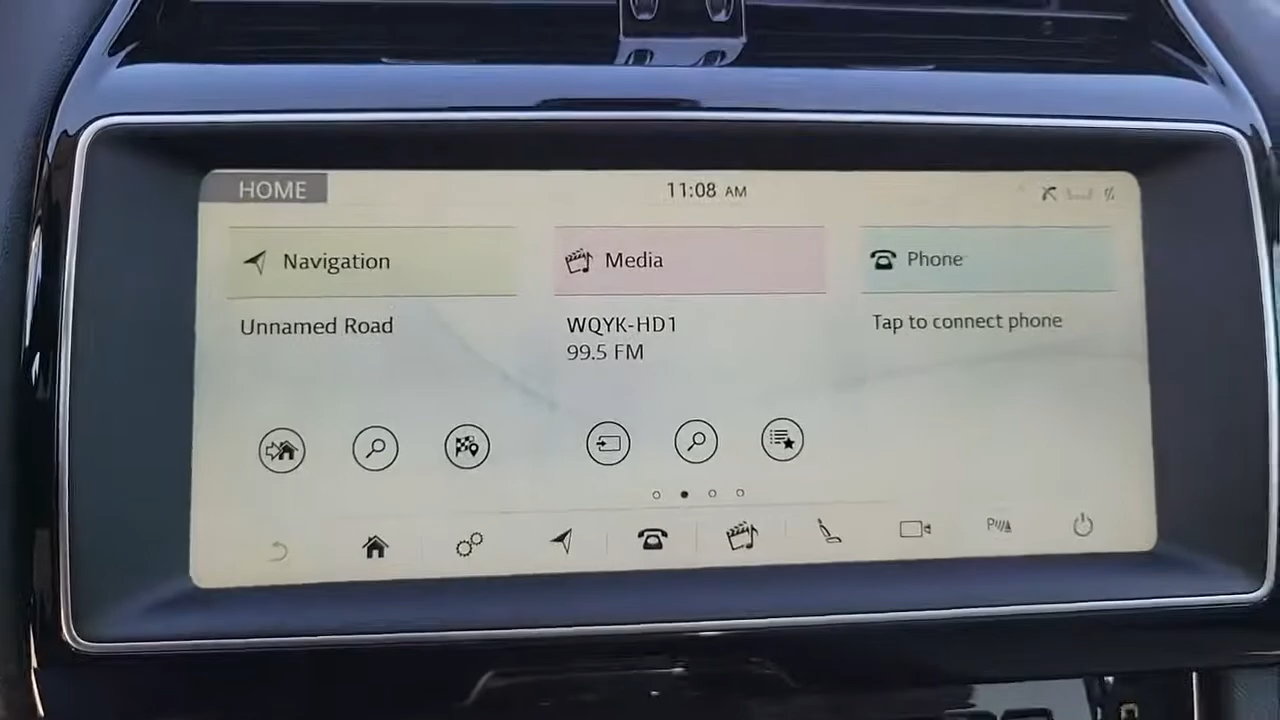 HOME
11:08 AM
Navigation
Media
Phone
Unnamed Road
WQYK-HD1
99.5 FM
Tap to connect phone
P